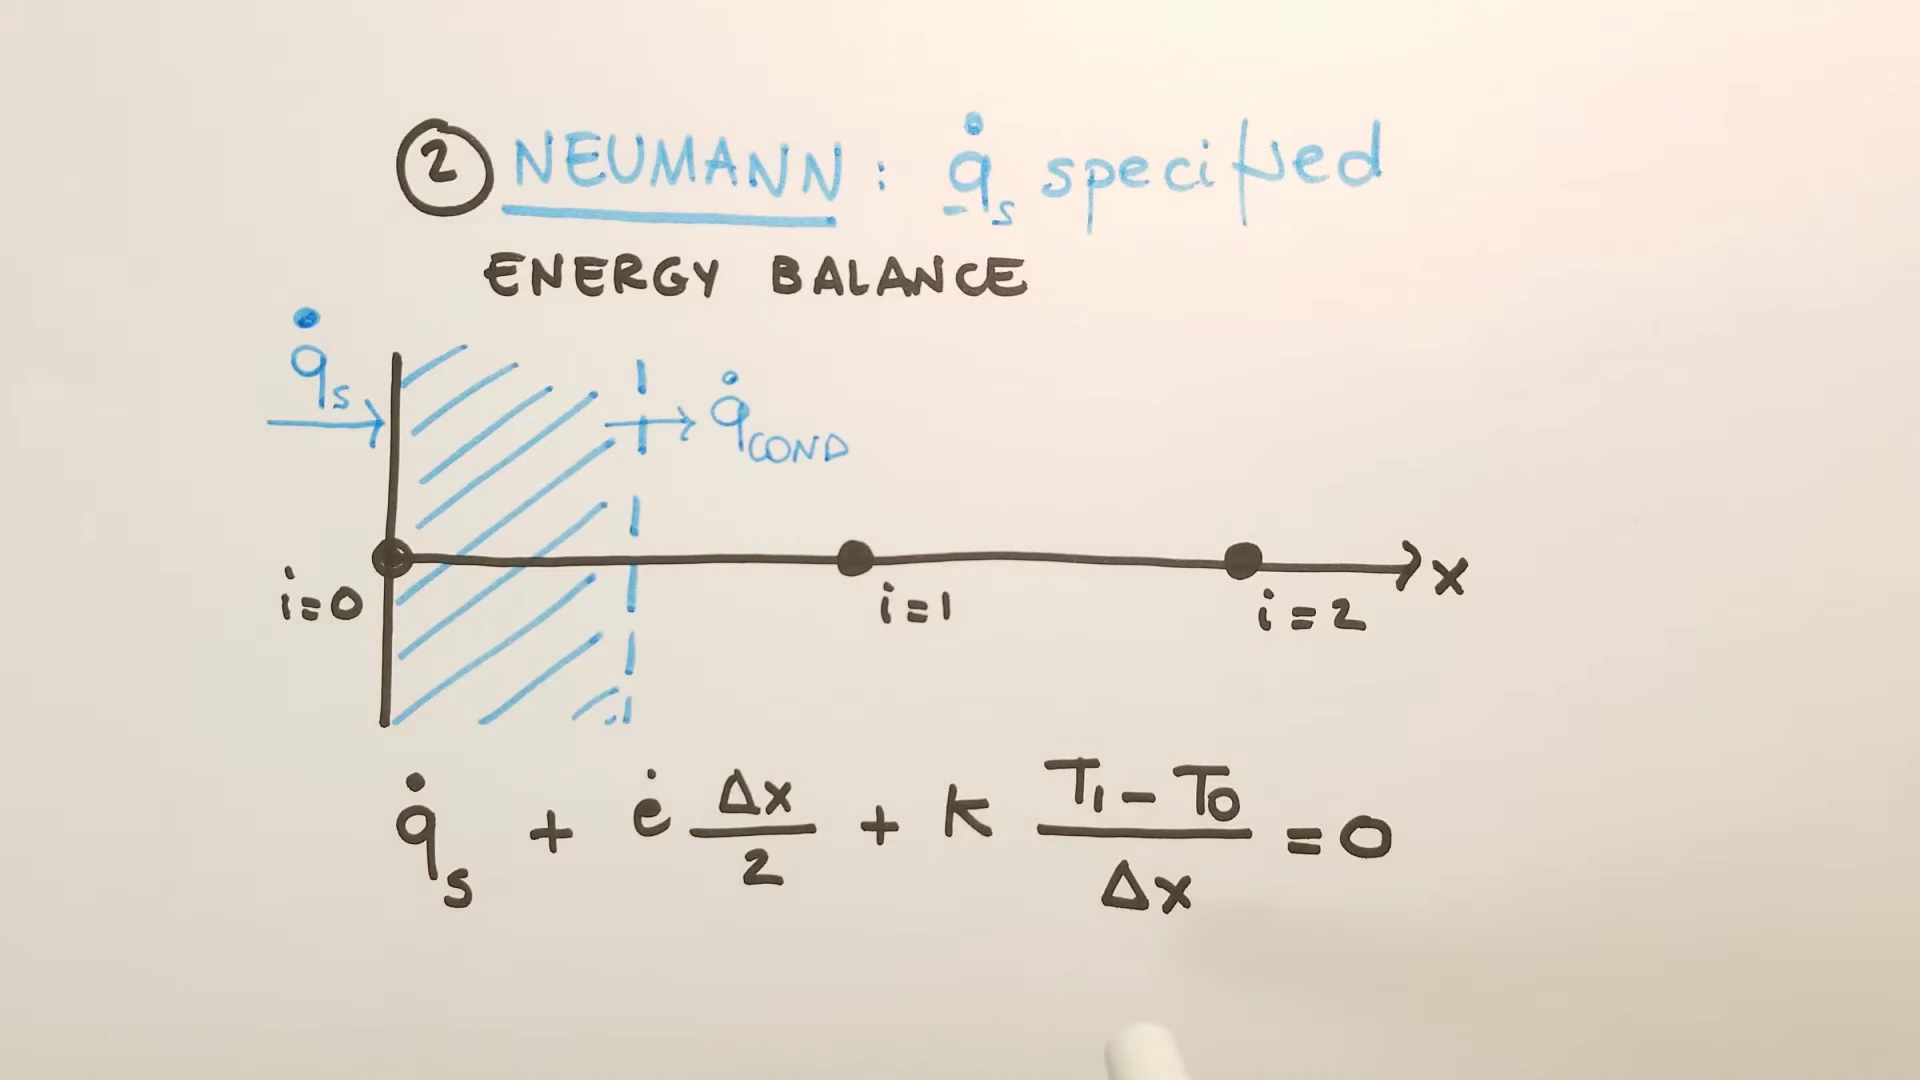 ② NEUMANN: q̇s specified
ENERGY BALANCE
q̇s
q̇COND
i=0
i=1
i=2
x
q̇s + ė Δx/2 + k (T1 - T0)/Δx = 0